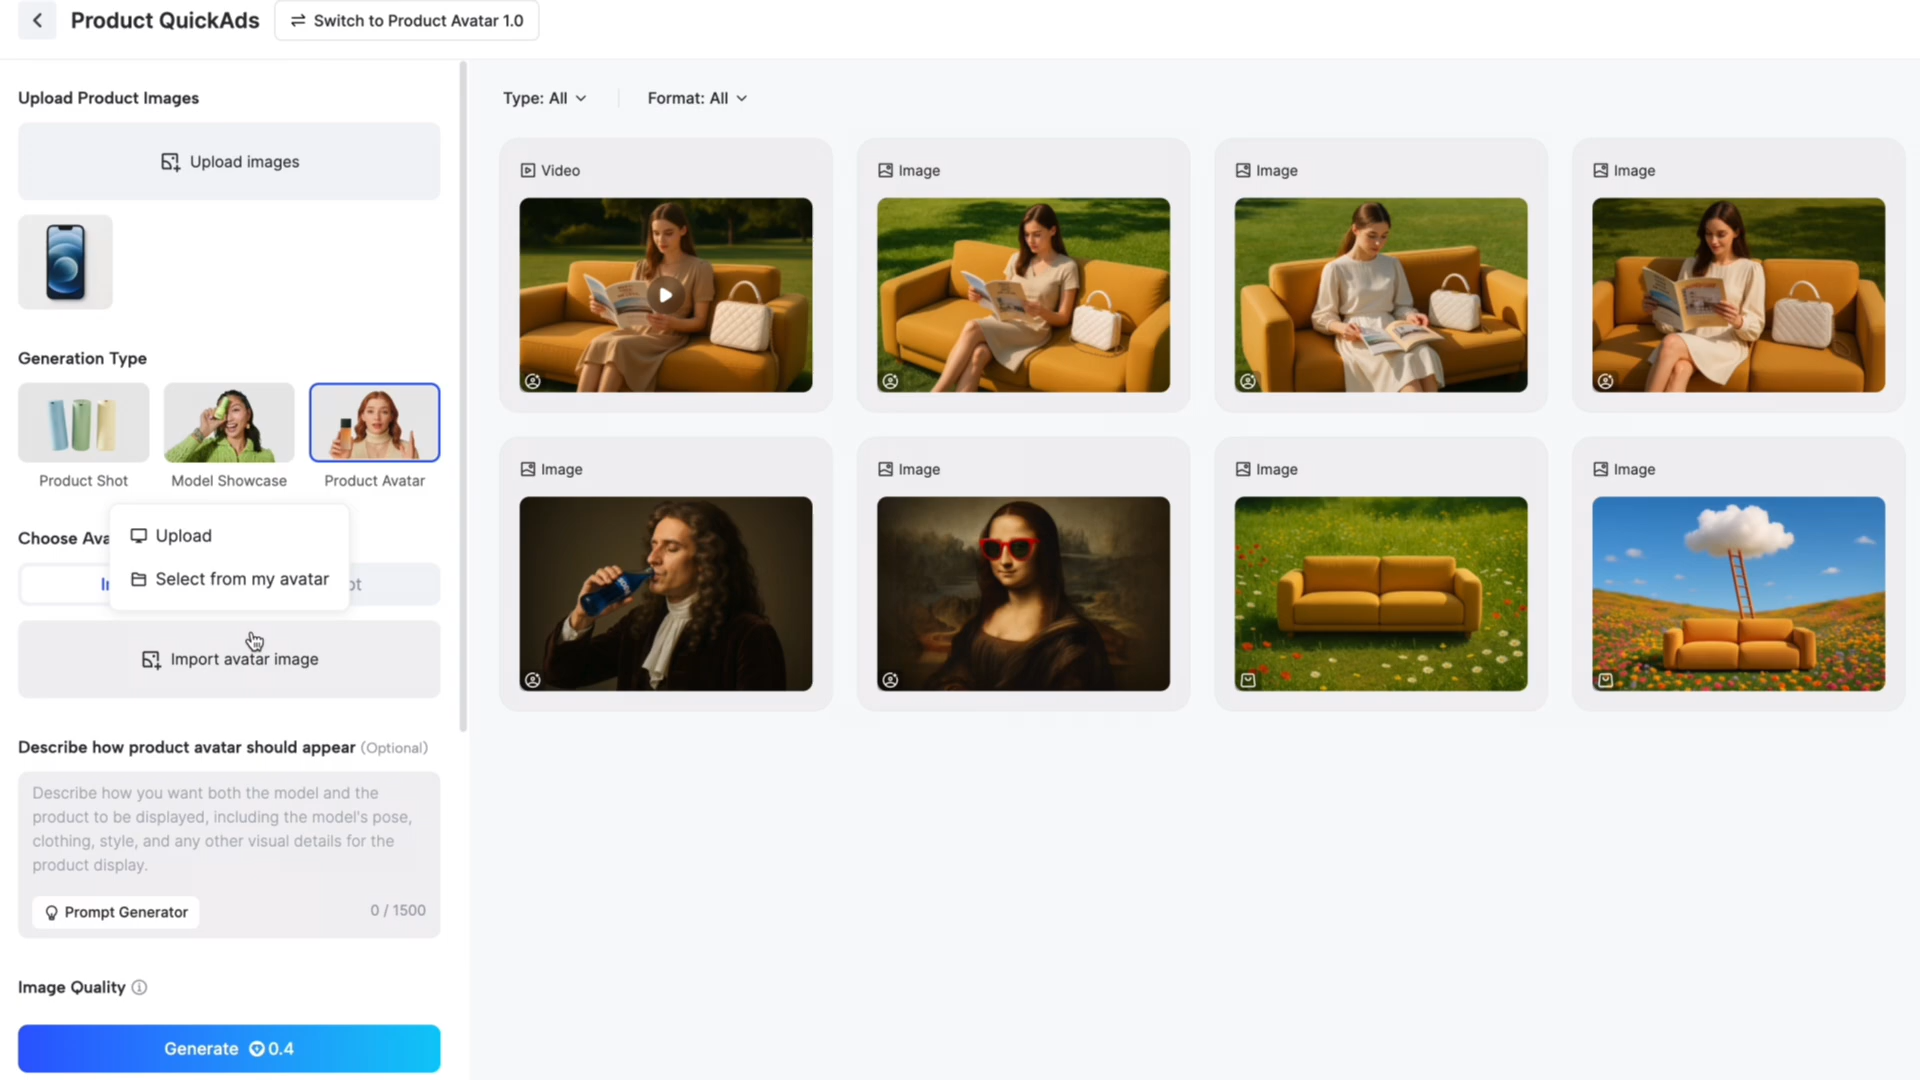 Product QuickAds
Switch to Product Avatar 1.0
Upload Product Images
Upload images
Generation Type
Product Shot
Model Showcase
Product Avatar
Choose Ava
Upload
Select from my avatar
Import avatar image
Describe how product avatar should appear (Optional)
Describe how you want both the model and the
product to be displayed, including the model's pose,
clothing, style, and any other visual details for the
product display.
Prompt Generator
0 / 1500
Image Quality
Generate 0.4
Type: All
Format: All
Video
Image
Image
Image
Image
Image
Image
Image